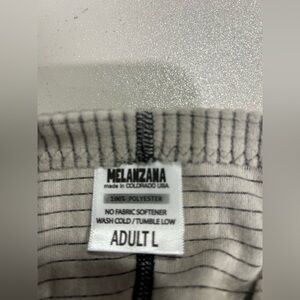 MELANZANA
made in COLORADO USA
100% POLYESTER
NO FABRIC SOFTENER
WASH COLD / TUMBLE LOW
ADULT L